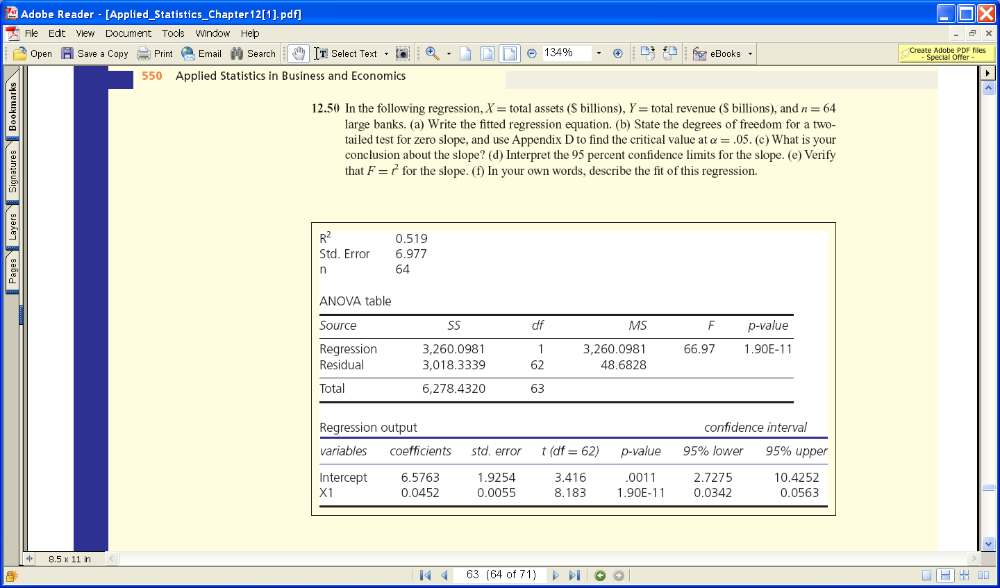 Adobe Reader - [Applied_Statistics_Chapter12[1].pdf]
File Edit View Document Tools Window Help
Open Save a Copy Print Email Search Select Text 134% eBooks
Create Adobe PDF files
- Special Offer -
Bookmarks
Signatures
Layers
Pages
550 Applied Statistics in Business and Economics
12.50 In the following regression, X = total assets ($ billions), Y = total revenue ($ billions), and n = 64
large banks. (a) Write the fitted regression equation. (b) State the degrees of freedom for a two-
tailed test for zero slope, and use Appendix D to find the critical value at α = .05. (c) What is your
conclusion about the slope? (d) Interpret the 95 percent confidence limits for the slope. (e) Verify
that F = t² for the slope. (f) In your own words, describe the fit of this regression.
R² 0.519
Std. Error 6.977
n 64
ANOVA table
Source SS df MS F p-value
Regression 3,260.0981 1 3,260.0981 66.97 1.90E-11
Residual 3,018.3339 62 48.6828
Total 6,278.4320 63
Regression output confidence interval
variables coefficients std. error t (df = 62) p-value 95% lower 95% upper
Intercept 6.5763 1.9254 3.416 .0011 2.7275 10.4252
X1 0.0452 0.0055 8.183 1.90E-11 0.0342 0.0563
8.5 x 11 in
63 (64 of 71)